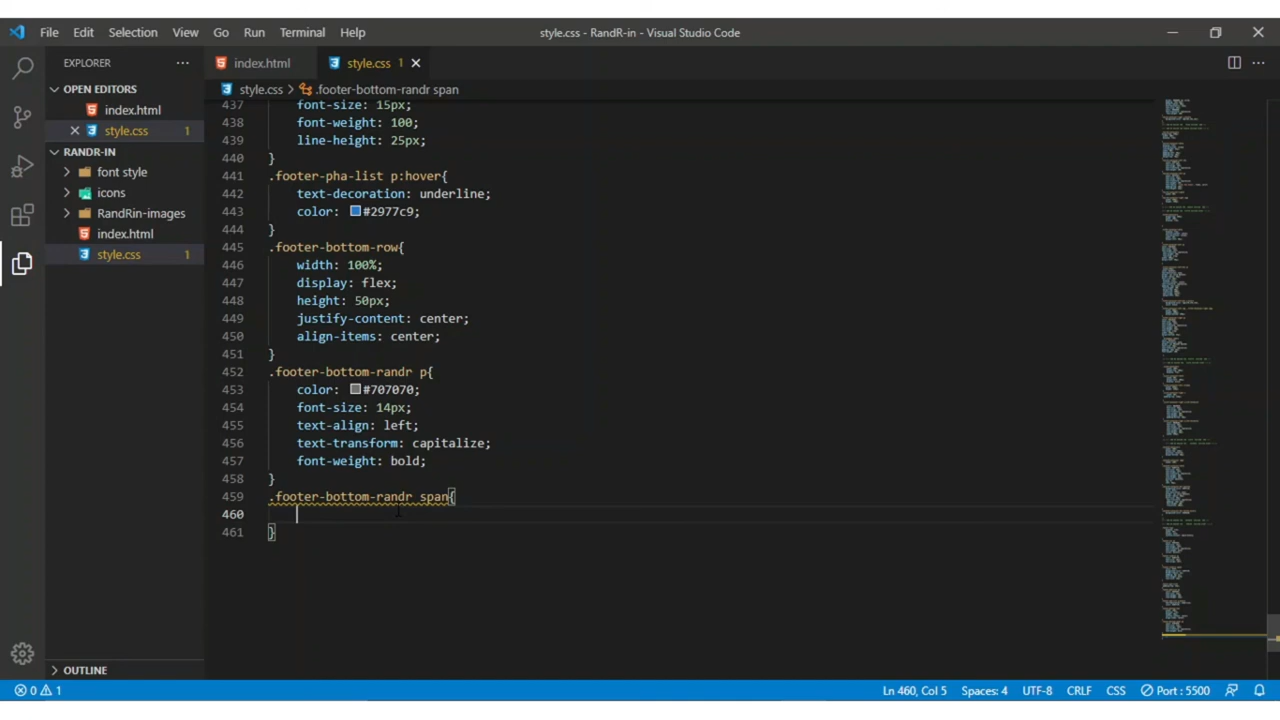 File Edit Selection View Go Run Terminal Help
style.css - RandR-in - Visual Studio Code
EXPLORER
OPEN EDITORS
index.html
style.css 1
RANDR-IN
font style
icons
RandRin-images
index.html
style.css 1
OUTLINE
index.html style.css 1
style.css > .footer-bottom-randr span
437 font-size: 15px;
438 font-weight: 100;
439 line-height: 25px;
440 }
441 .footer-pha-list p:hover{
442 text-decoration: underline;
443 color: #2977c9;
444 }
445 .footer-bottom-row{
446 width: 100%;
447 display: flex;
448 height: 50px;
449 justify-content: center;
450 align-items: center;
451 }
452 .footer-bottom-randr p{
453 color: #707070;
454 font-size: 14px;
455 text-align: left;
456 text-transform: capitalize;
457 font-weight: bold;
458 }
459 .footer-bottom-randr span{
460
461 }
0 1 Ln 460, Col 5 Spaces: 4 UTF-8 CRLF CSS Port : 5500